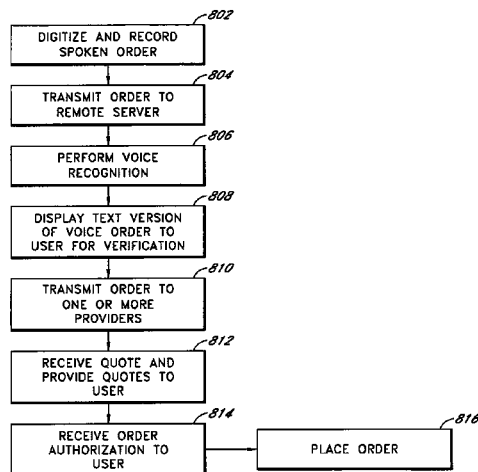 802
DIGITIZE AND RECORD
SPOKEN ORDER
804
TRANSMIT ORDER TO
REMOTE SERVER
806
PERFORM VOICE
RECOGNITION
808
DISPLAY TEXT VERSION
OF VOICE ORDER TO
USER FOR VERIFICATION
810
TRANSMIT ORDER TO
ONE OR MORE
PROVIDERS
812
RECEIVE QUOTE AND
PROVIDE QUOTES TO
USER
814
RECEIVE ORDER
AUTHORIZATION TO
USER
816
PLACE ORDER